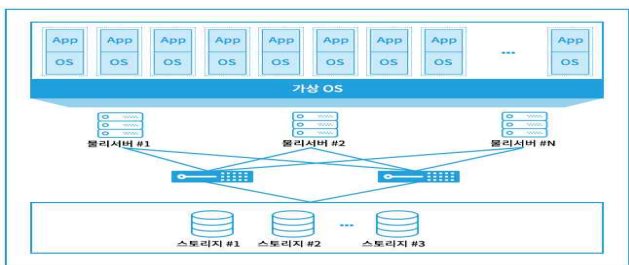 App App App App App App App App ... App
OS OS OS OS OS OS OS OS OS
가상 OS
물리서버 #1 물리서버 #2 물리서버 #N
...
스토리지 #1 스토리지 #2 스토리지 #3